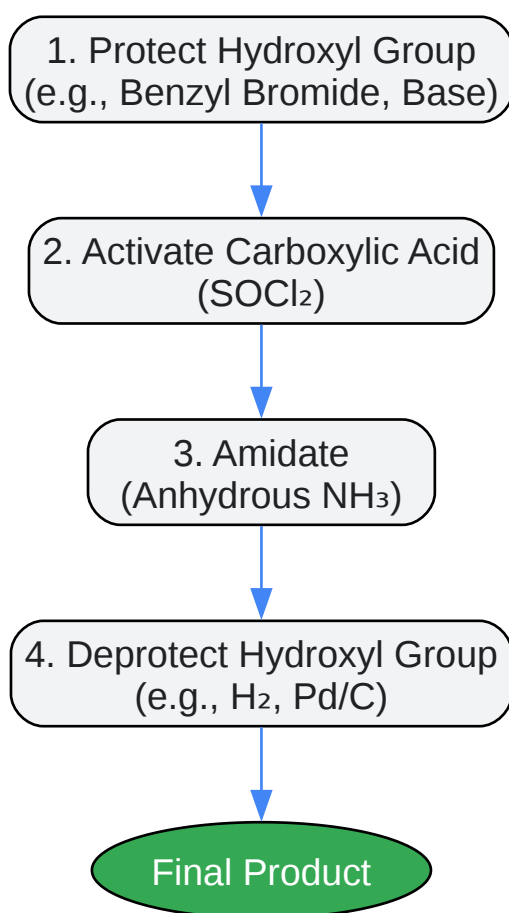 1. Protect Hydroxyl Group
(e.g., Benzyl Bromide, Base)
2. Activate Carboxylic Acid
(SOCl₂)
3. Amidate
(Anhydrous NH₃)
4. Deprotect Hydroxyl Group
(e.g., H₂, Pd/C)
Final Product